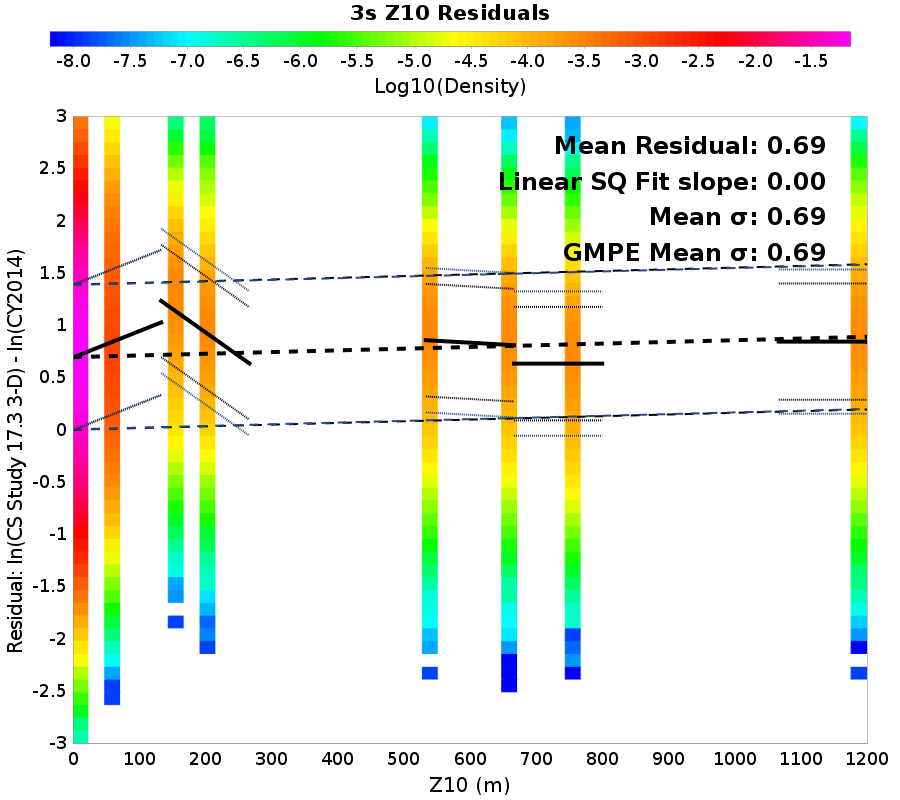 3s Z10 Residuals
-8.0 -7.5 -7.0 -6.5 -6.0 -5.5 -5.0 -4.5 -4.0 -3.5 -3.0 -2.5 -2.0 -1.5
Log10(Density)
Mean Residual: 0.69
Linear SQ Fit slope: 0.00
Mean σ: 0.69
GMPE Mean σ: 0.69
Residual: ln(CS Study 17.3 3-D) - ln(CY2014)
3
2.5
2
1.5
1
0.5
0
-0.5
-1
-1.5
-2
-2.5
-3
0 100 200 300 400 500 600 700 800 900 1000 1100 1200
Z10 (m)